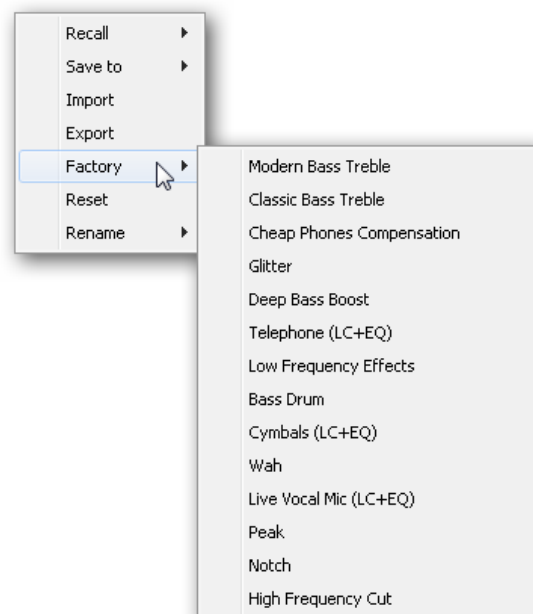 Recall
Save to
Import
Export
Factory
Reset
Rename
Modern Bass Treble
Classic Bass Treble
Cheap Phones Compensation
Glitter
Deep Bass Boost
Telephone (LC+EQ)
Low Frequency Effects
Bass Drum
Cymbals (LC+EQ)
Wah
Live Vocal Mic (LC+EQ)
Peak
Notch
High Frequency Cut